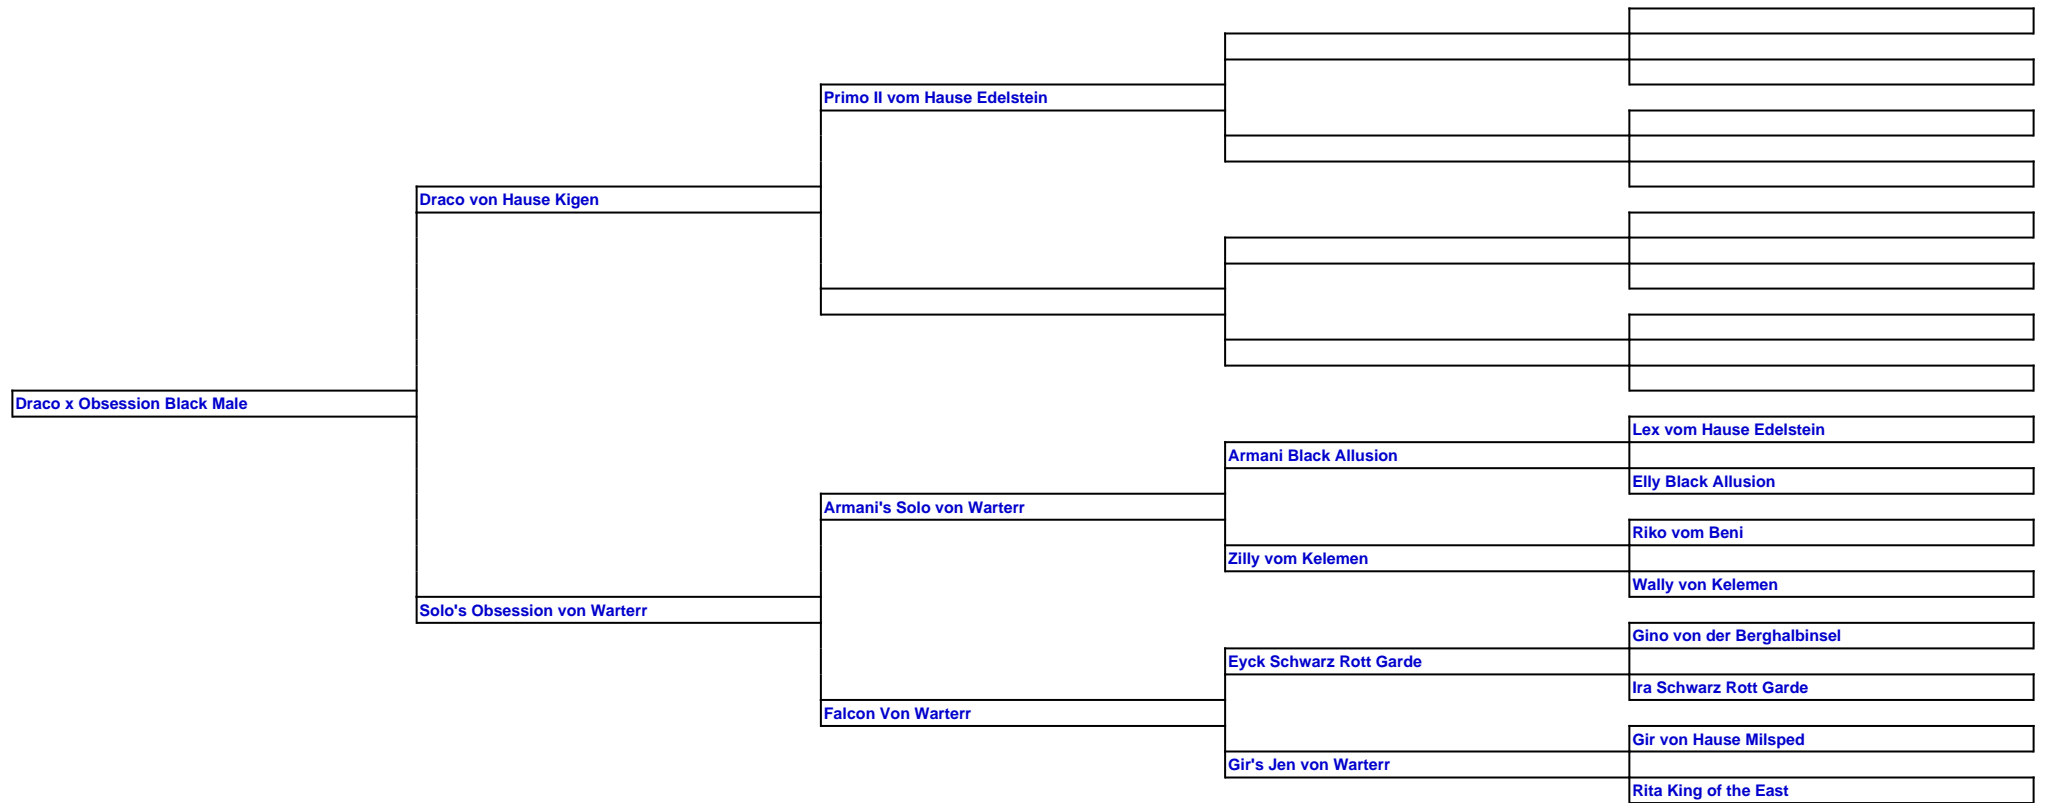 Primo II vom Hause Edelstein
Draco von Hause Kigen
Draco x Obsession Black Male
Lex vom Hause Edelstein
Armani Black Allusion
Elly Black Allusion
Armani's Solo von Warterr
Riko vom Beni
Zilly vom Kelemen
Wally von Kelemen
Solo's Obsession von Warterr
Gino von der Berghalbinsel
Eyck Schwarz Rott Garde
Ira Schwarz Rott Garde
Falcon Von Warterr
Gir von Hause Milsped
Gir's Jen von Warterr
Rita King of the East